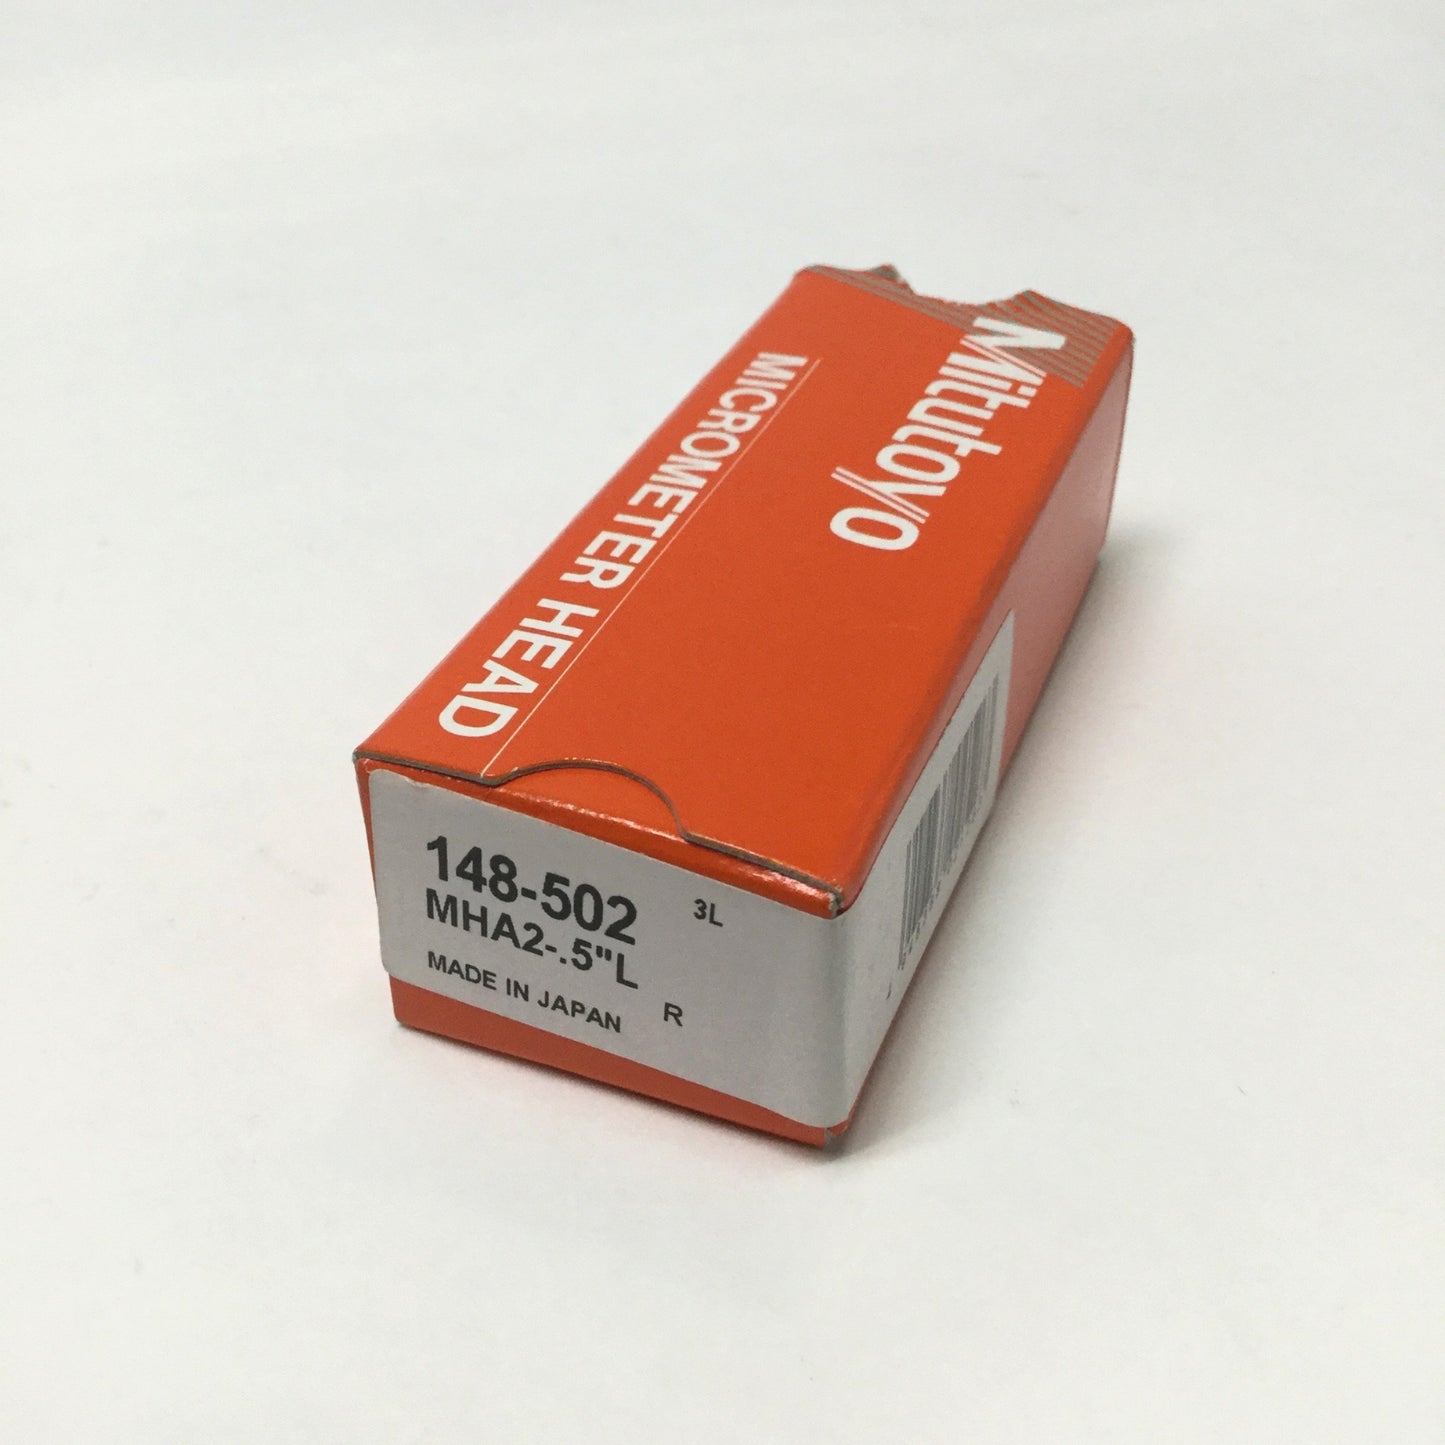 Mitutoyo
MICROMETER HEAD
148-502
3L
MHA2-.5"L
MADE IN JAPAN
R